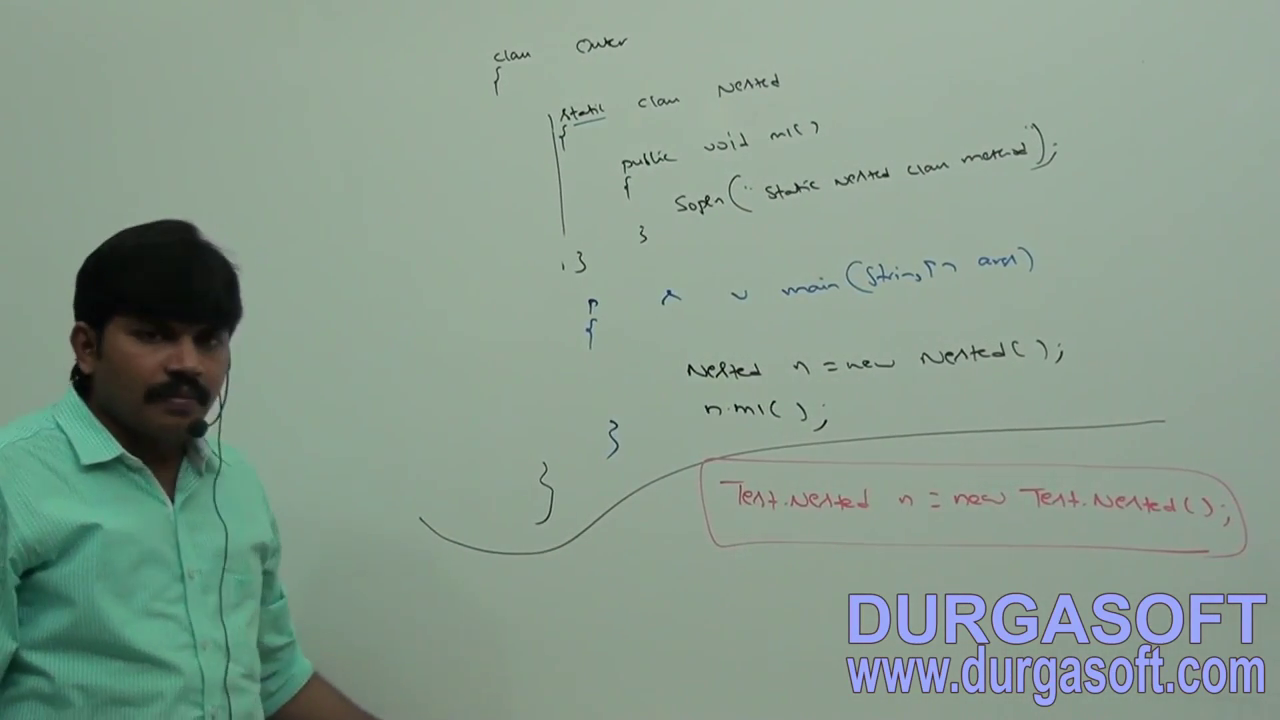 class Outer
{
static class Nested
{
public void m1()
{
Sopln("static nested class method");
}
}
p s v main(String[] args)
{
Nested n = new Nested();
n.m1();
}
}
Test.Nested n = new Test.Nested();
DURGASOFT
www.durgasoft.com